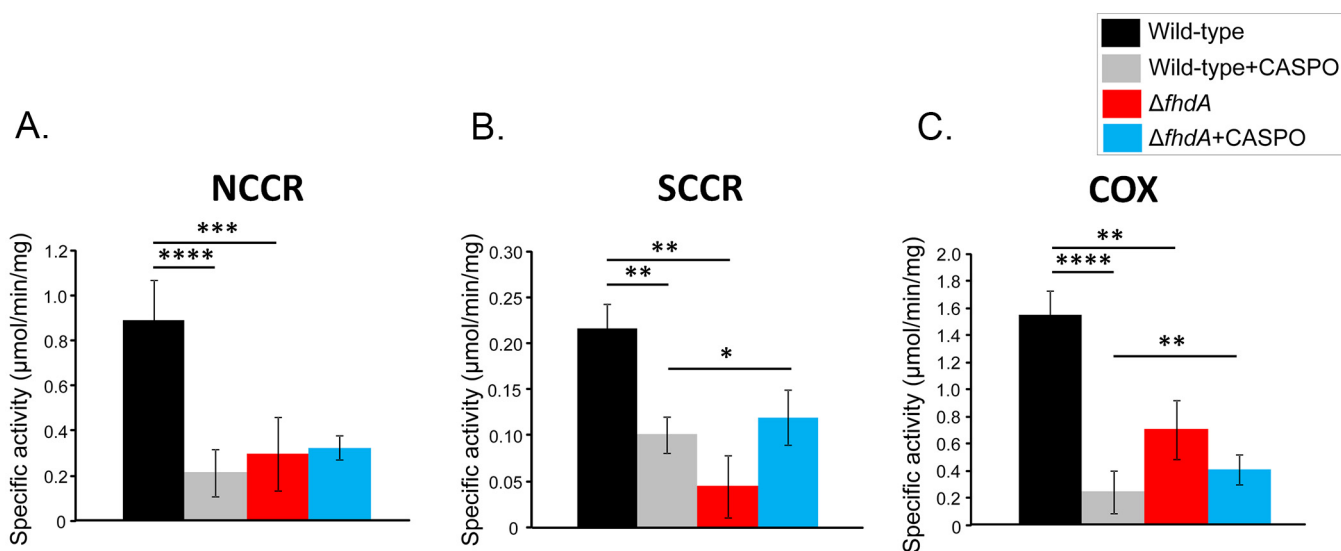 Wild-type
Wild-type+CASPO
ΔfhdA
ΔfhdA+CASPO
A.
NCCR
Specific activity (μmol/min/mg)
1.2
1.0
0.8
0.6
0.4
0.2
0
***
****
B.
SCCR
Specific activity (μmol/min/mg)
0.30
0.25
0.20
0.15
0.10
0.05
0
**
**
*
C.
COX
Specific activity (μmol/min/mg)
2.0
1.8
1.6
1.4
1.2
1.0
0.8
0.6
0.4
0.2
0
**
****
**